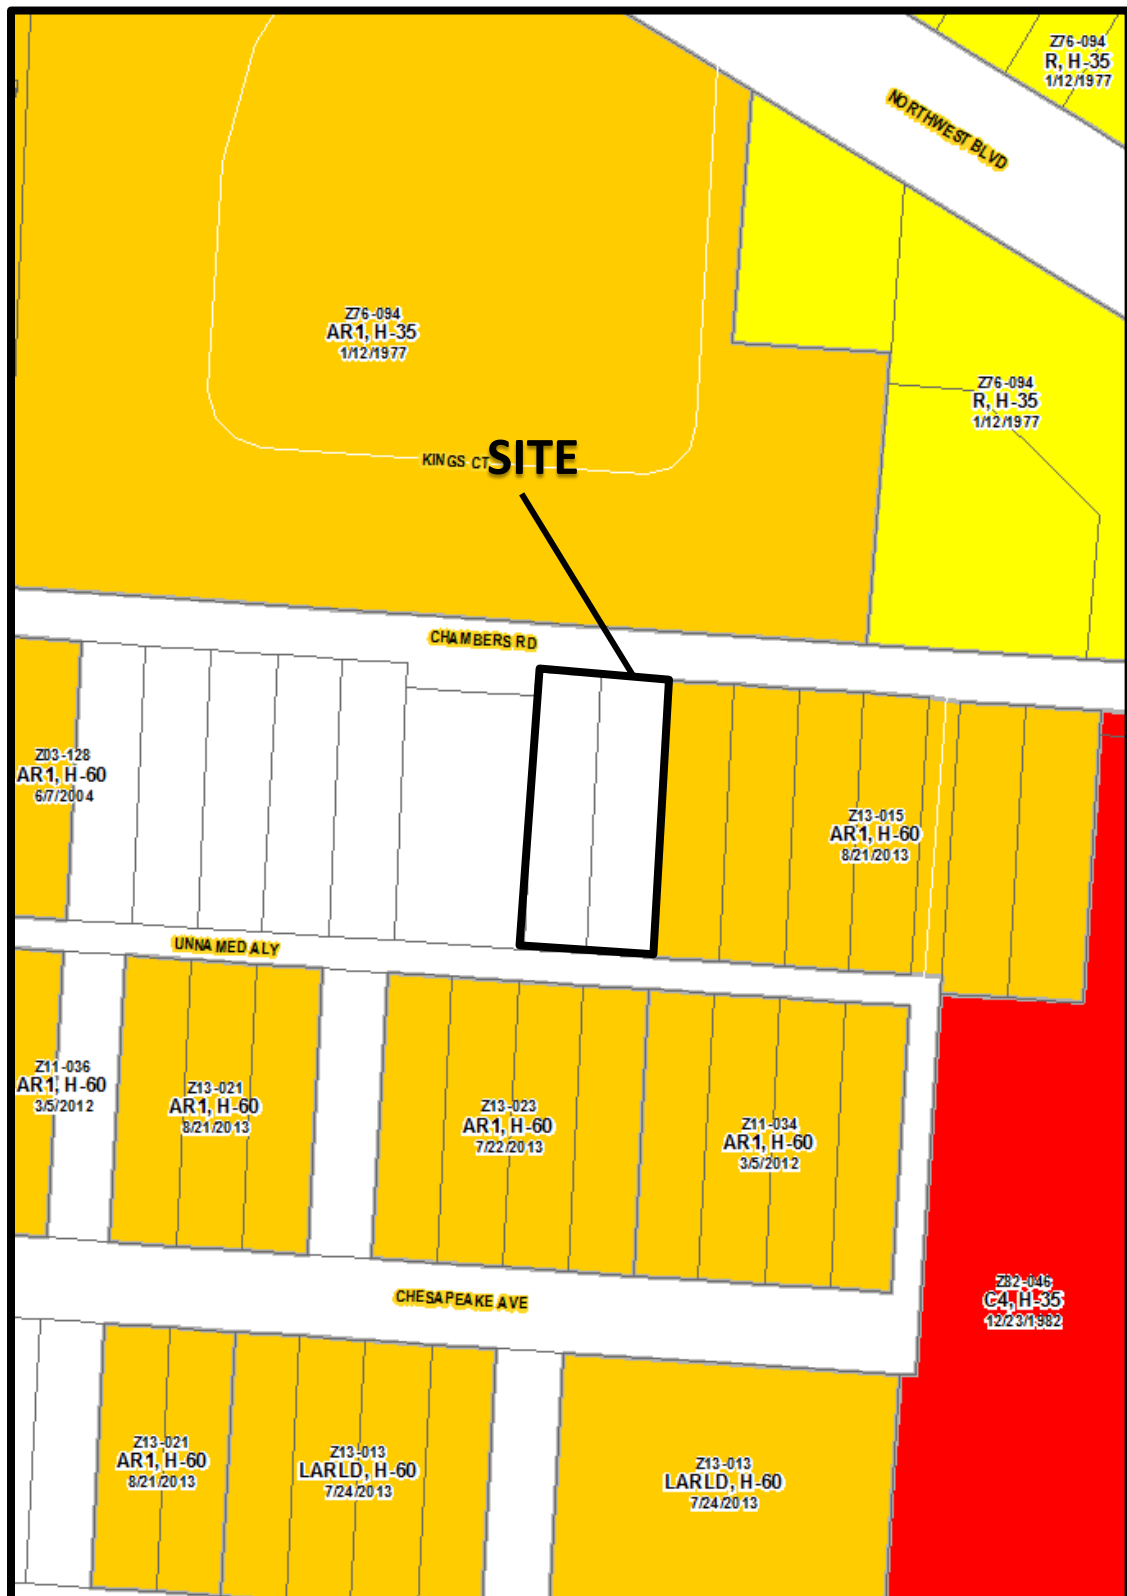 Z76-094
R, H-35
1/12/1977
NORTHWEST BLVD
Z76-094
AR1, H-35
1/12/1977
Z76-094
R, H-35
1/12/1977
SITE
KINGS CT
CHAMBERS RD
Z03-128
AR1, H-60
6/7/2004
Z13-015
AR1, H-60
8/21/2013
UNNAMED ALY
Z11-036
AR1, H-60
3/5/2012
Z13-021
AR1, H-60
8/21/2013
Z13-023
AR1, H-60
7/22/2013
Z11-034
AR1, H-60
3/5/2012
Z82-046
C4, H-35
12/23/1982
CHESAPEAKE AVE
Z13-021
AR1, H-60
8/21/2013
Z13-013
LARLD, H-60
7/24/2013
Z13-013
LARLD, H-60
7/24/2013